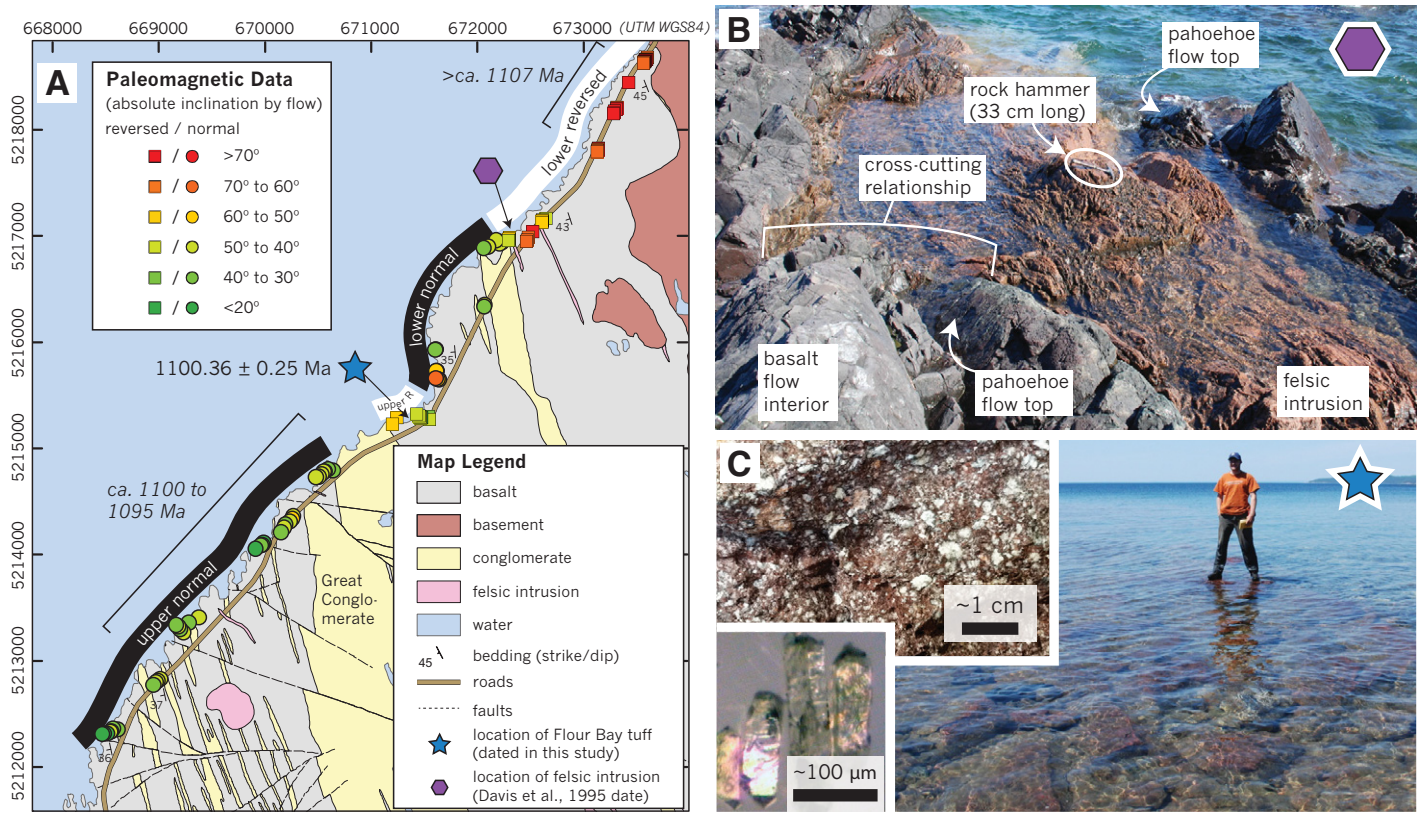 668000 669000 670000 671000 672000 673000 (UTM WGS84)
5218000
5217000
5216000
5215000
5214000
5213000
5212000
A
Paleomagnetic Data
(absolute inclination by flow)
reversed / normal
/ >70°
/ 70° to 60°
/ 60° to 50°
/ 50° to 40°
/ 40° to 30°
/ <20°
>ca. 1107 Ma
lower reversed
45
43
lower normal
35
1100.36 ± 0.25 Ma
upper R
ca. 1100 to
1095 Ma
upper normal
37
36
Great
Conglo-
merate
Map Legend
basalt
basement
conglomerate
felsic intrusion
water
45 bedding (strike/dip)
roads
faults
location of Flour Bay tuff
(dated in this study)
location of felsic intrusion
(Davis et al., 1995 date)
B
pahoehoe
flow top
rock hammer
(33 cm long)
cross-cutting
relationship
basalt
flow
interior
pahoehoe
flow top
felsic
intrusion
C
~1 cm
~100 µm